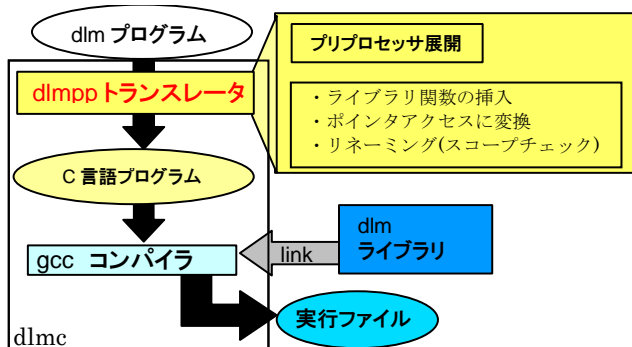 dlm プログラム
プリプロセッサ展開
dlmpp トランスレータ
・ライブラリ関数の挿入
・ポインタアクセスに変換
・リネーミング(スコープチェック)
C 言語プログラム
dlm
ライブラリ
gcc コンパイラ
link
実行ファイル
dlmc